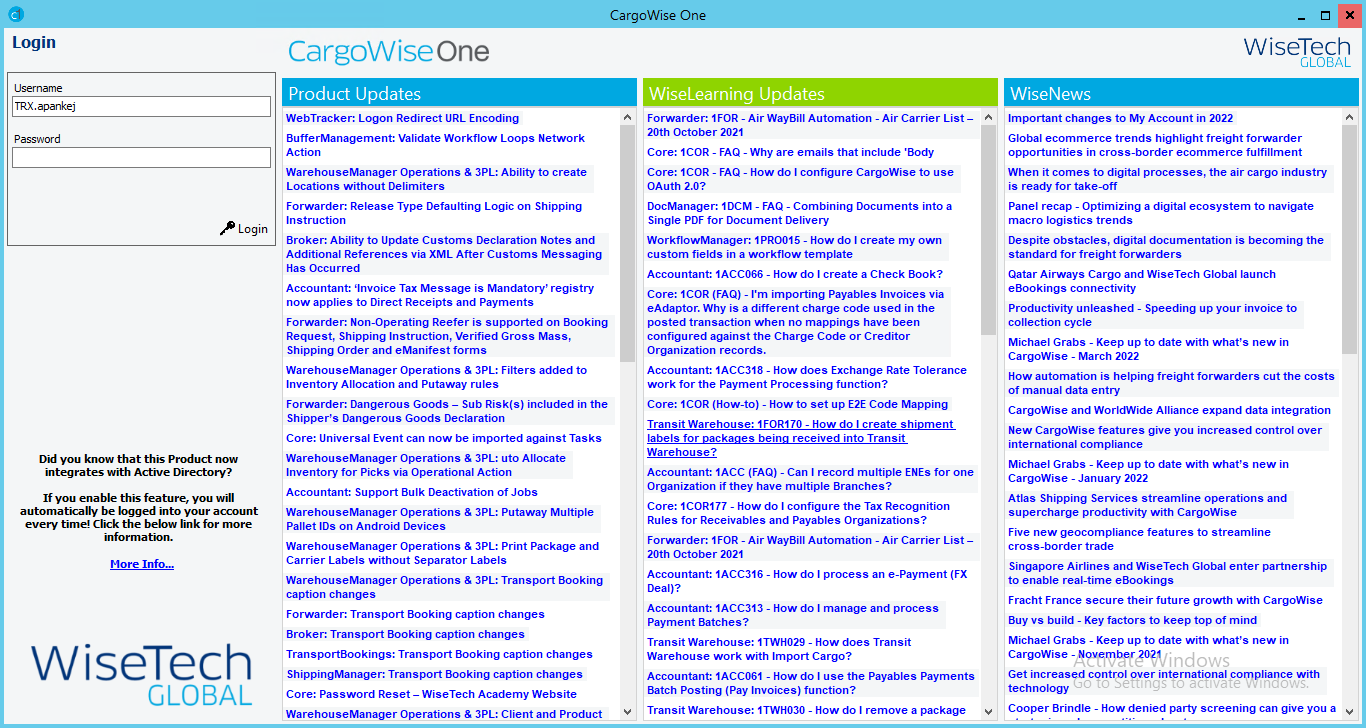 CargoWise One
Login
CargoWise One
WiseTech
GLOBAL
Username
TRX.apankej
Password
Login
Did you know that this Product now
integrates with Active Directory?
If you enable this feature, you will
automatically be logged into your account
every time! Click the below link for more
information.
More Info...
WiseTech
GLOBAL
Product Updates
WebTracker: Logon Redirect URL Encoding
BufferManagement: Validate Workflow Loops Network
Action
WarehouseManager Operations & 3PL: Ability to create
Locations without Delimiters
Forwarder: Release Type Defaulting Logic on Shipping
Instruction
Broker: Ability to Update Customs Declaration Notes and
Additional References via XML After Customs Messaging
Has Occurred
Accountant: ‘Invoice Tax Message is Mandatory’ registry
now applies to Direct Receipts and Payments
Forwarder: Non-Operating Reefer is supported on Booking
Request, Shipping Instruction, Verified Gross Mass,
Shipping Order and eManifest forms
WarehouseManager Operations & 3PL: Filters added to
Inventory Allocation and Putaway rules
Forwarder: Dangerous Goods – Sub Risk(s) included in the
Shipper’s Dangerous Goods Declaration
Core: Universal Event can now be imported against Tasks
WarehouseManager Operations & 3PL: uto Allocate
Inventory for Picks via Operational Action
Accountant: Support Bulk Deactivation of Jobs
WarehouseManager Operations & 3PL: Putaway Multiple
Pallet IDs on Android Devices
WarehouseManager Operations & 3PL: Print Package and
Carrier Labels without Separator Labels
WarehouseManager Operations & 3PL: Transport Booking
caption changes
Forwarder: Transport Booking caption changes
Broker: Transport Booking caption changes
TransportBookings: Transport Booking caption changes
ShippingManager: Transport Booking caption changes
Core: Password Reset – WiseTech Academy Website
WarehouseManager Operations & 3PL: Client and Product
WiseLearning Updates
Forwarder: 1FOR - Air WayBill Automation - Air Carrier List –
20th October 2021
Core: 1COR - FAQ - Why are emails that include 'Body
Core: 1COR - FAQ - How do I configure CargoWise to use
OAuth 2.0?
DocManager: 1DCM - FAQ - Combining Documents into a
Single PDF for Document Delivery
WorkflowManager: 1PRO015 - How do I create my own
custom fields in a workflow template
Accountant: 1ACC066 - How do I create a Check Book?
Core: 1COR (FAQ) - I'm importing Payables Invoices via
eAdaptor. Why is a different charge code used in the
posted transaction when no mappings have been
configured against the Charge Code or Creditor
Organization records.
Accountant: 1ACC318 - How does Exchange Rate Tolerance
work for the Payment Processing function?
Core: 1COR (How-to) - How to set up E2E Code Mapping
Transit Warehouse: 1FOR170 - How do I create shipment
labels for packages being received into Transit
Warehouse?
Accountant: 1ACC (FAQ) - Can I record multiple ENEs for one
Organization if they have multiple Branches?
Core: 1COR177 - How do I configure the Tax Recognition
Rules for Receivables and Payables Organizations?
Forwarder: 1FOR - Air WayBill Automation - Air Carrier List –
20th October 2021
Accountant: 1ACC316 - How do I process an e-Payment (FX
Deal)?
Accountant: 1ACC313 - How do I manage and process
Payment Batches?
Transit Warehouse: 1TWH029 - How does Transit
Warehouse work with Import Cargo?
Accountant: 1ACC061 - How do I use the Payables Payments
Batch Posting (Pay Invoices) function?
Transit Warehouse: 1TWH030 - How do I remove a package
WiseNews
Important changes to My Account in 2022
Global ecommerce trends highlight freight forwarder
opportunities in cross-border ecommerce fulfillment
When it comes to digital processes, the air cargo industry
is ready for take-off
Panel recap - Optimizing a digital ecosystem to navigate
macro logistics trends
Despite obstacles, digital documentation is becoming the
standard for freight forwarders
Qatar Airways Cargo and WiseTech Global launch
eBookings connectivity
Productivity unleashed - Speeding up your invoice to
collection cycle
Michael Grabs - Keep up to date with what’s new in
CargoWise - March 2022
How automation is helping freight forwarders cut the costs
of manual data entry
CargoWise and WorldWide Alliance expand data integration
New CargoWise features give you increased control over
international compliance
Michael Grabs - Keep up to date with what’s new in
CargoWise - January 2022
Atlas Shipping Services streamline operations and
supercharge productivity with CargoWise
Five new geocompliance features to streamline
cross-border trade
Singapore Airlines and WiseTech Global enter partnership
to enable real-time eBookings
Fracht France secure their future growth with CargoWise
Buy vs build - Key factors to keep top of mind
Michael Grabs - Keep up to date with what’s new in
CargoWise - November 2021
Get increased control over international compliance with
technology
Cooper Brindle - How denied party screening can give you a
Activate Windows
Go to Settings to activate Windows.